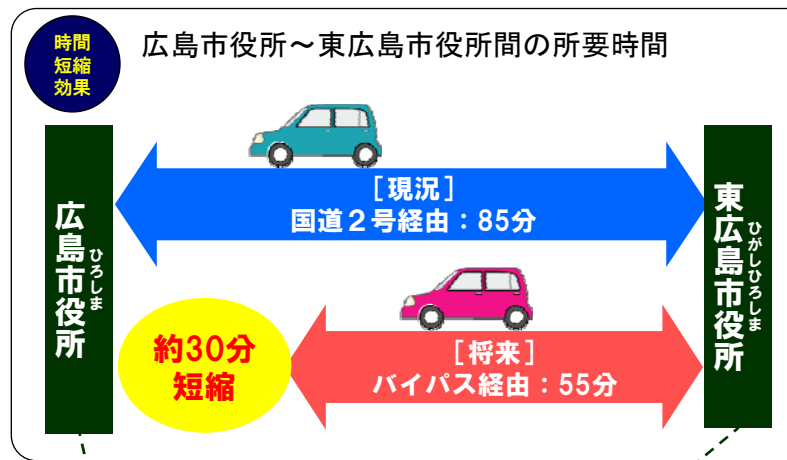 時間
短縮
効果
広島市役所～東広島市役所間の所要時間
広島市役所
ひろしま
［現況］
国道２号経由：85分
東広島市役所
ひがしひろしま
約30分
短縮
［将来］
バイパス経由：55分